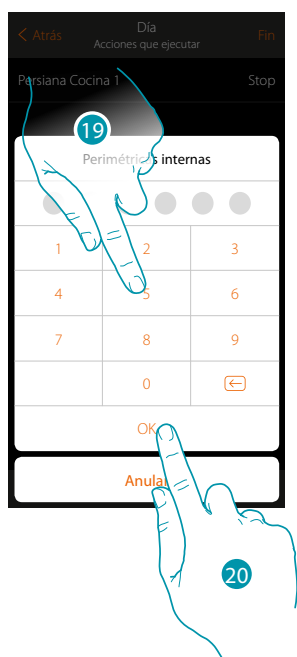 < Atrás Día Fin
Acciones que ejecutar
Persiana Cocina 1 Stop
19
Perimétricas internas
1 2 3
4 5 6
7 8 9
0
OK
Anular
20